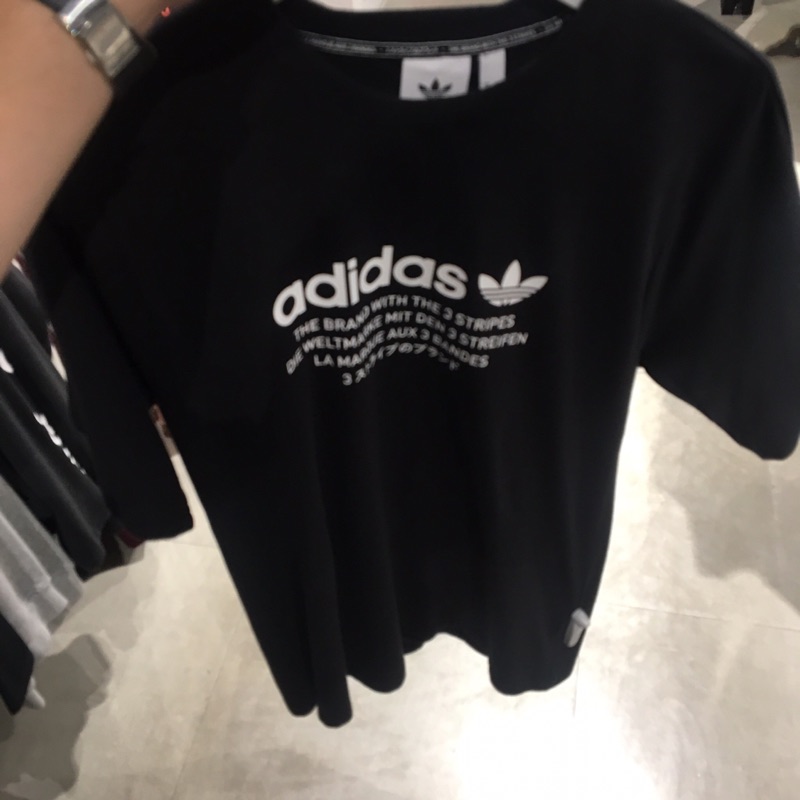 adidas
THE BRAND WITH THE 3 STRIPES
DIE WELTMARKE MIT DEN 3 STREIFEN
LA MARQUE AUX 3 BANDES
3 ストライプのブランド